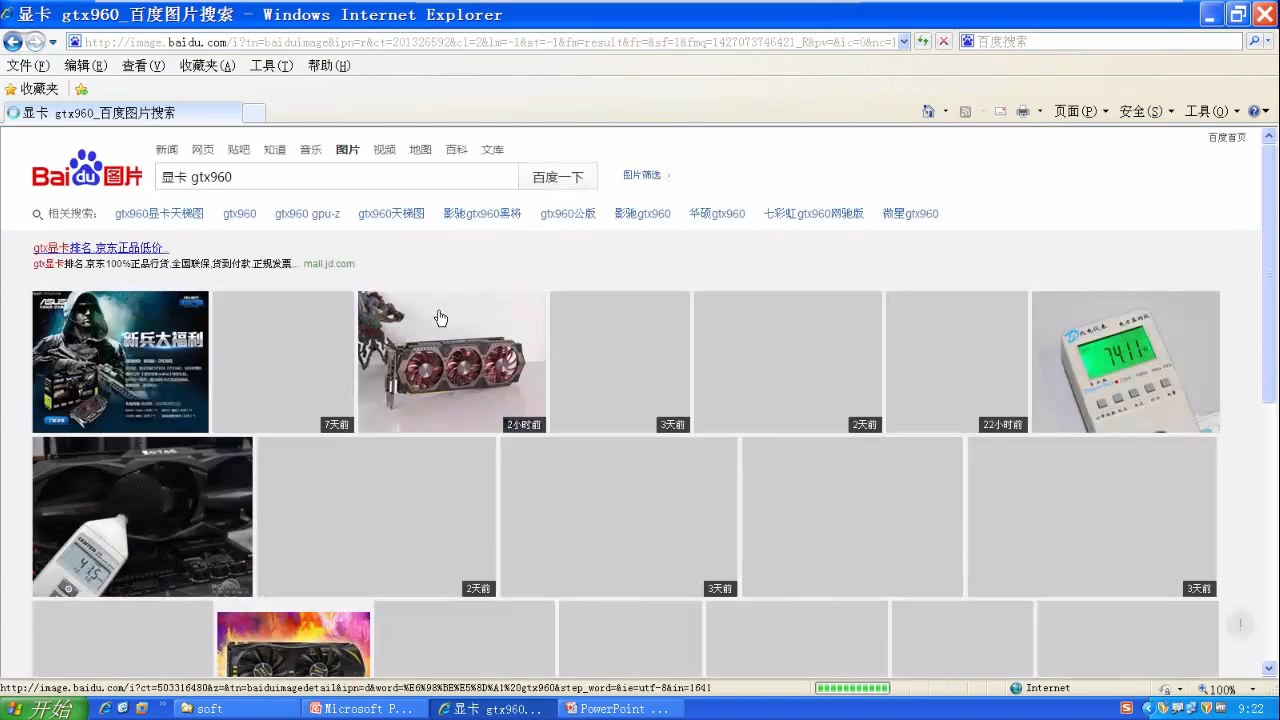 显卡 gtx960_百度图片搜索 - Windows Internet Explorer
http://image.baidu.com/i?tn=baiduimage&ipn=r&ct=201326592&cl=2&lm=-1&st=-1&fm=result&fr=&sf=1&fmq=1427073746421_R&pv=&ic=0&nc=1
百度搜索
文件(F) 编辑(E) 查看(V) 收藏夹(A) 工具(T) 帮助(H)
收藏夹
显卡 gtx960_百度图片搜索
页面(P) 安全(S) 工具(O)
百度首页
新闻 网页 贴吧 知道 音乐 图片 视频 地图 百科 文库
Baidu图片
显卡 gtx960
百度一下
图片筛选
相关搜索: gtx960显卡天梯图 gtx960 gtx960 gpu-z gtx960天梯图 影驰gtx960黑将 gtx960公版 影驰gtx960 华硕gtx960 七彩虹gtx960网驰版 微星gtx960
gtx显卡排名,京东正品低价
gtx显卡排名,京东100%正品行货,全国联保,货到付款,正规发票... mall.jd.com
ASUS
新兵大福利
7天前
2小时前
3天前
2天前
22小时前
电力监测仪
7411
ZOTAC
CENTER
41.5
2天前
3天前
3天前
http://image.baidu.com/i?ct=503316480&z=&tn=baiduimagedetail&ipn=d&word=%E6%98%BE%E5%8D%A1%20gtx960&step_word=&ie=utf-8&in=1641
Internet
100%
开始
soft
Microsoft P...
显卡 gtx960...
PowerPoint ...
9:22